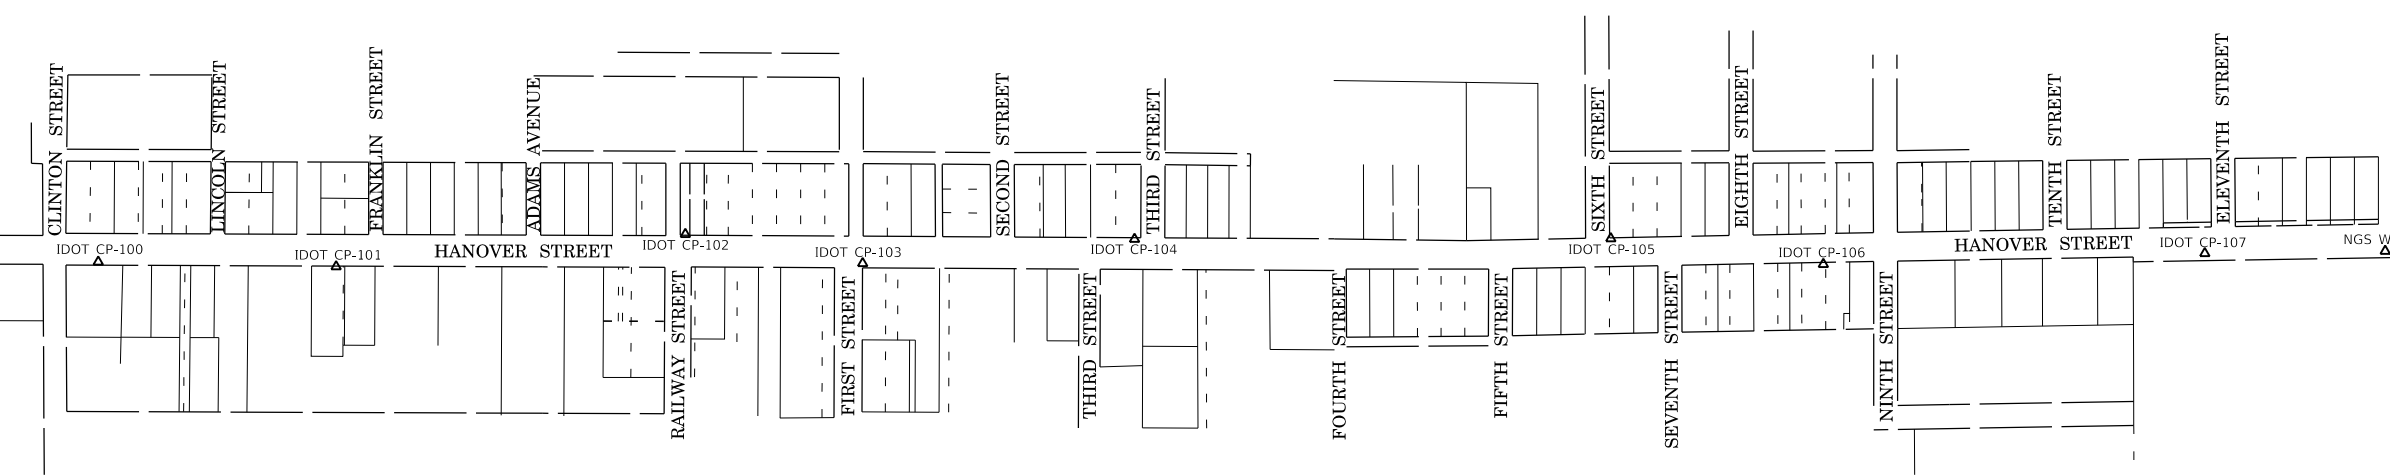 CLINTON STREET
LINCOLN STREET
FRANKLIN STREET
ADAMS AVENUE
SECOND STREET
THIRD STREET
SIXTH STREET
EIGHTH STREET
TENTH STREET
ELEVENTH STREET
IDOT CP-100
IDOT CP-101
HANOVER STREET
IDOT CP-102
IDOT CP-103
IDOT CP-104
IDOT CP-105
IDOT CP-106
HANOVER STREET
IDOT CP-107
NGS W
RAILWAY STREET
FIRST STREET
THIRD STREET
FOURTH STREET
FIFTH STREET
SEVENTH STREET
NINTH STREET